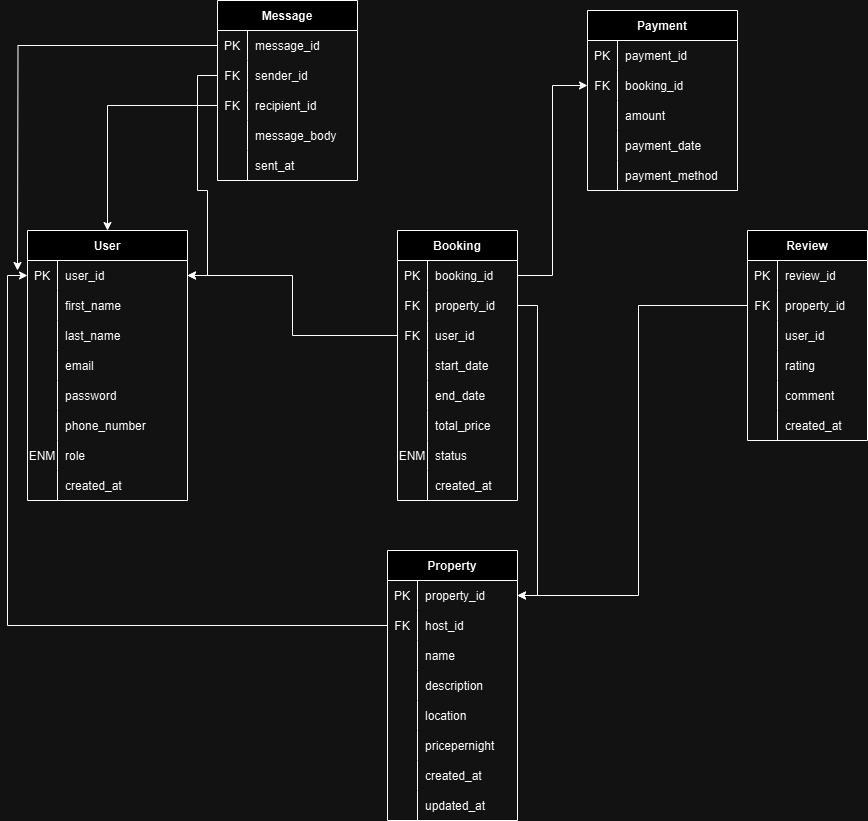 Message
PK message_id
FK sender_id
FK recipient_id
message_body
sent_at
Payment
PK payment_id
FK booking_id
amount
payment_date
payment_method
User
PK user_id
first_name
last_name
email
password
phone_number
ENM role
created_at
Booking
PK booking_id
FK property_id
FK user_id
start_date
end_date
total_price
ENM status
created_at
Review
PK review_id
FK property_id
user_id
rating
comment
created_at
Property
PK property_id
FK host_id
name
description
location
pricepernight
created_at
updated_at